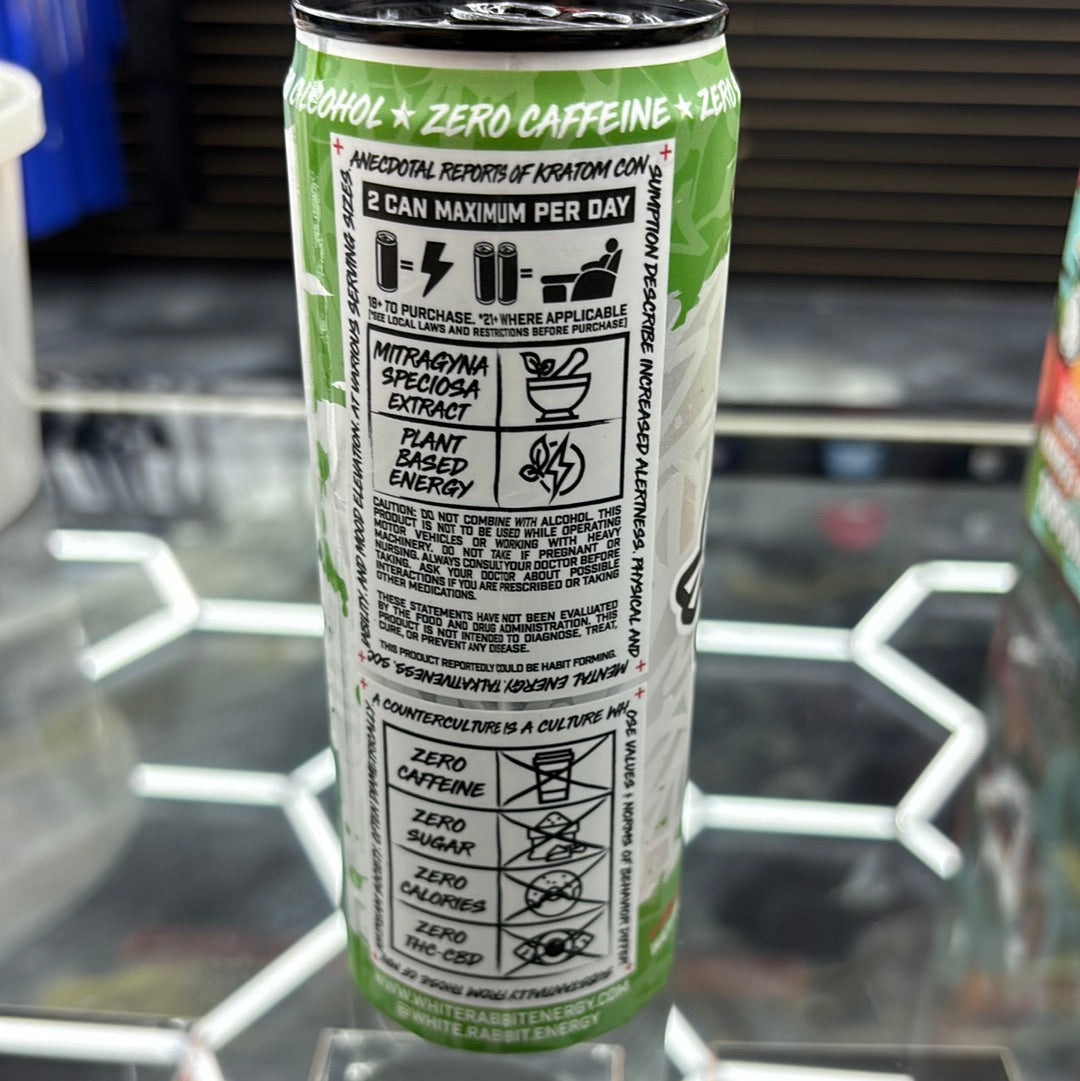 ALCOHOL ★ ZERO CAFFEINE ★ ZERO
ANECDOTAL REPORTS OF KRATOM CON
SUMPTION DESCRIBE INCREASED ALERTNESS, PHYSICAL AND
MENTAL ENERGY, TALKATIVENESS, SOC
IABILITY, AND MOOD ELEVATION. AT VARIOUS SERVING SIZES.
2 CAN MAXIMUM PER DAY
= =
18+ TO PURCHASE. *21+ WHERE APPLICABLE
[*SEE LOCAL LAWS AND RESTRICTIONS BEFORE PURCHASE]
MITRAGYNA
SPECIOSA
EXTRACT
PLANT
BASED
ENERGY
CAUTION: DO NOT COMBINE WITH ALCOHOL. THIS
PRODUCT IS NOT TO BE USED WHILE OPERATING
MOTOR VEHICLES OR WORKING WITH HEAVY
MACHINERY. DO NOT TAKE IF PREGNANT OR
NURSING. ALWAYS CONSULT YOUR DOCTOR BEFORE
TAKING. ASK YOUR DOCTOR ABOUT POSSIBLE
INTERACTIONS IF YOU ARE PRESCRIBED OR TAKING
OTHER MEDICATIONS.
THESE STATEMENTS HAVE NOT BEEN EVALUATED
BY THE FOOD AND DRUG ADMINISTRATION. THIS
PRODUCT IS NOT INTENDED TO DIAGNOSE, TREAT,
CURE, OR PREVENT ANY DISEASE.
THIS PRODUCT REPORTEDLY COULD BE HABIT FORMING.
A COUNTERCULTURE IS A CULTURE WH
OSE VALUES & NORMS OF BEHAVIOR DIFFER
SUBSTANTIALLY FROM THOSE OF
SOCIETY, OFTEN DIAMETRICALLY
ZERO
CAFFEINE
ZERO
SUGAR
ZERO
CALORIES
ZERO
THC-CBD
WWW.WHITERABBITENERGY.COM
@WHITE.RABBIT.ENERGY